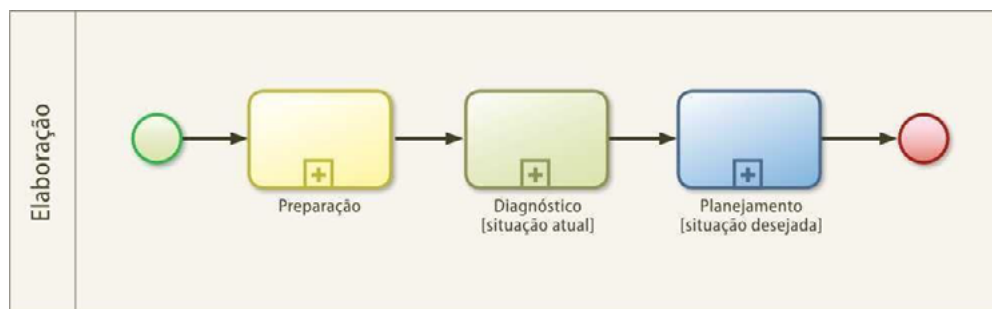 Elaboração
Preparação
Diagnóstico
[situação atual]
Planejamento
[situação desejada]